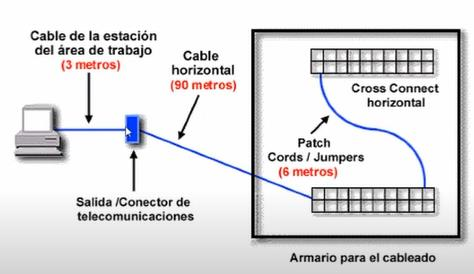 Cable de la estación
del área de trabajo
(3 metros)
Cable
horizontal
(90 metros)
Cross Connect
horizontal
Patch
Cords / Jumpers
(6 metros)
Salida /Conector de
telecomunicaciones
Armario para el cableado